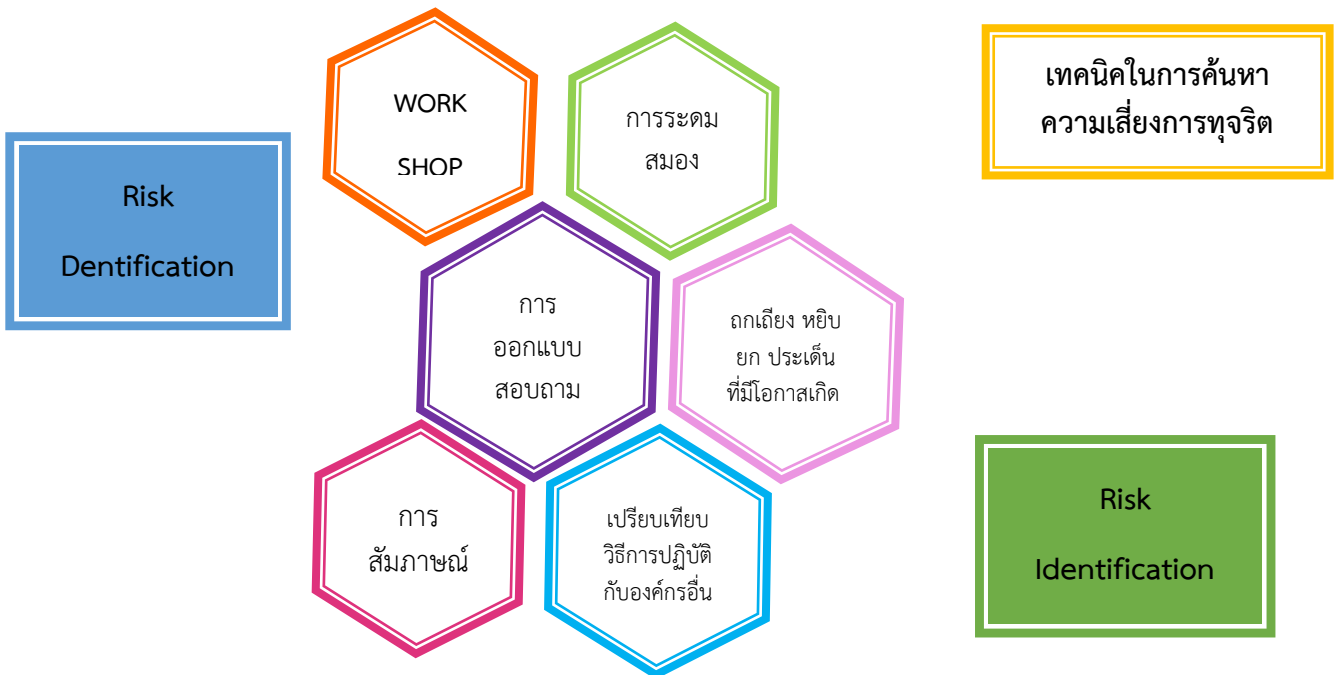 WORK
SHOP
การระดม
สมอง
เทคนิคในการค้นหา
ความเสี่ยงการทุจริต
Risk
Dentification
การ
ออกแบบ
สอบถาม
ถกเถียง หยิบ
ยก ประเด็น
ที่มีโอกาสเกิด
การ
สัมภาษณ์
เปรียบเทียบ
วิธีการปฏิบัติ
กับองค์กรอื่น
Risk
Identification